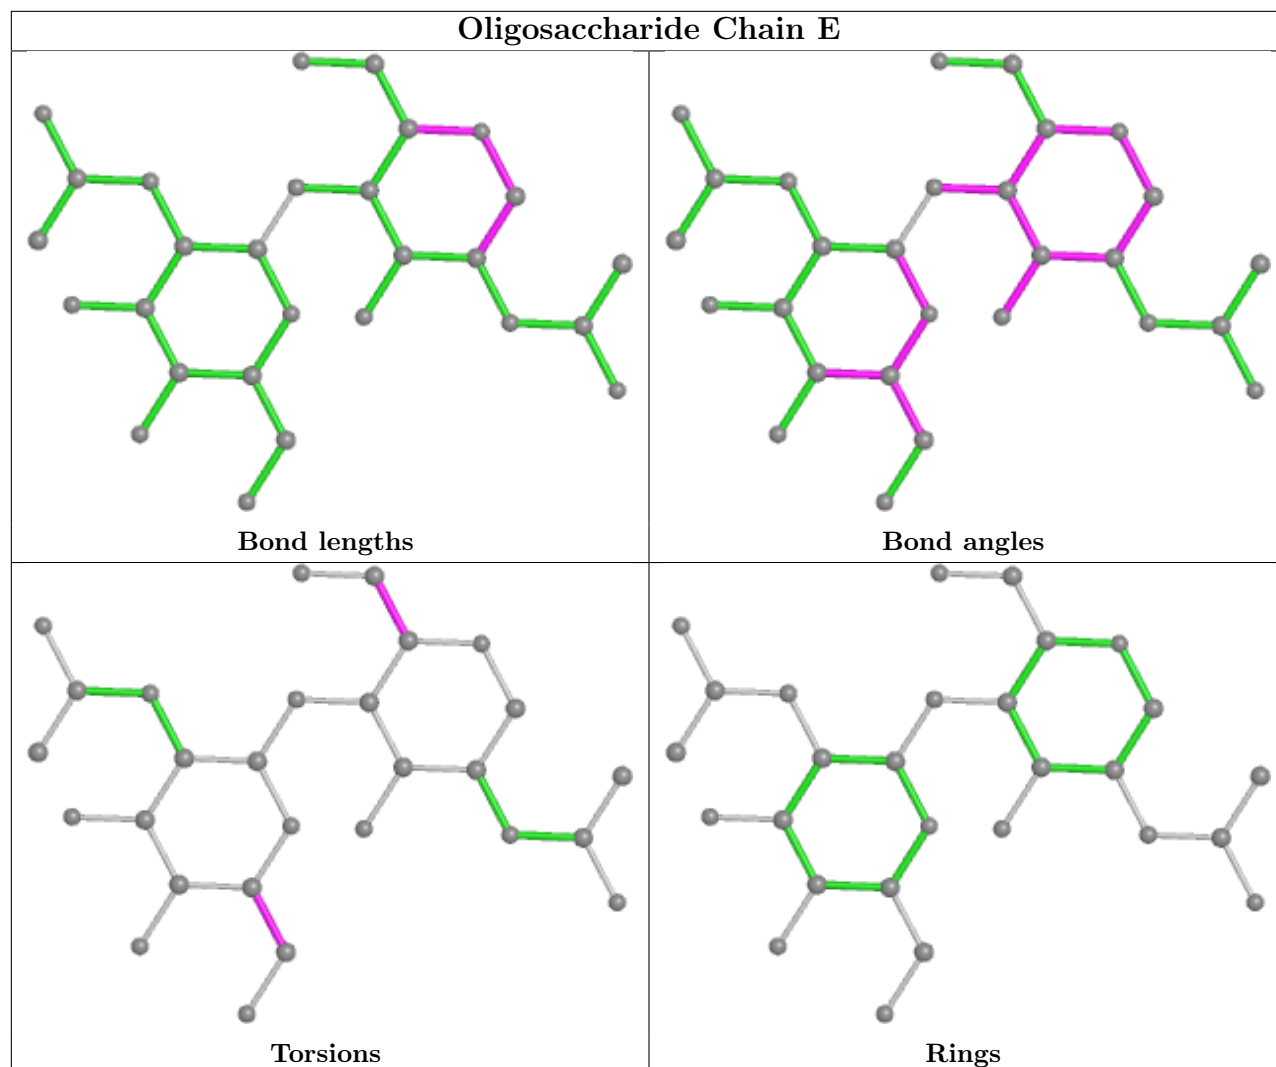 Oligosaccharide Chain E
Bond lengths
Bond angles
Torsions
Rings